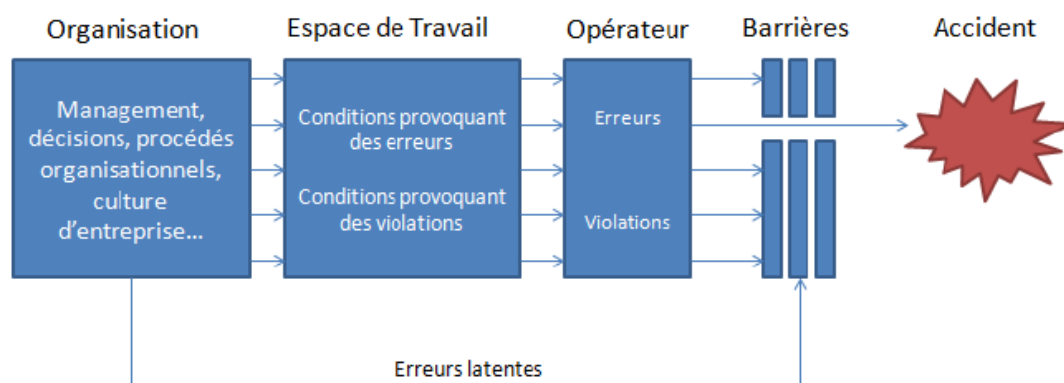 Organisation
Espace de Travail
Opérateur
Barrières
Accident
Management,
décisions, procédés
organisationnels,
culture
d’entreprise…
Conditions provoquant
des erreurs
Conditions provoquant
des violations
Erreurs
Violations
Erreurs latentes